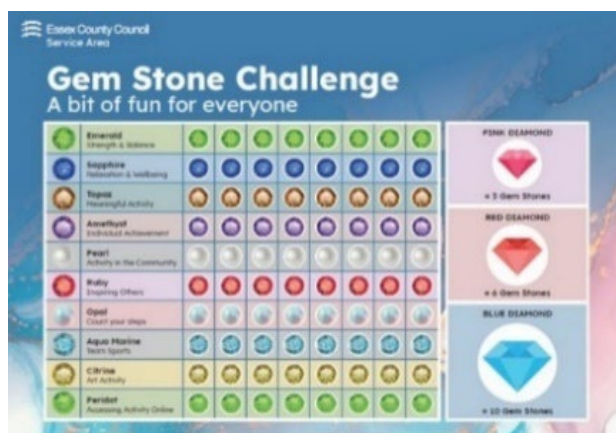 Essex County Council
Service Area
Gem Stone Challenge
A bit of fun for everyone
Emerald
Strength & Balance
Sapphire
Relaxation & Wellbeing
Topaz
Meaningful Activity
Amethyst
Individual Achievement
Pearl
Activity in the Community
Ruby
Inspiring Others
Opal
Count your steps
Aqua Marine
Team Sports
Citrine
Art Activity
Peridot
Accessing Activity Online
PINK DIAMOND
= 3 Gem Stones
RED DIAMOND
= 6 Gem Stones
BLUE DIAMOND
= 10 Gem Stones